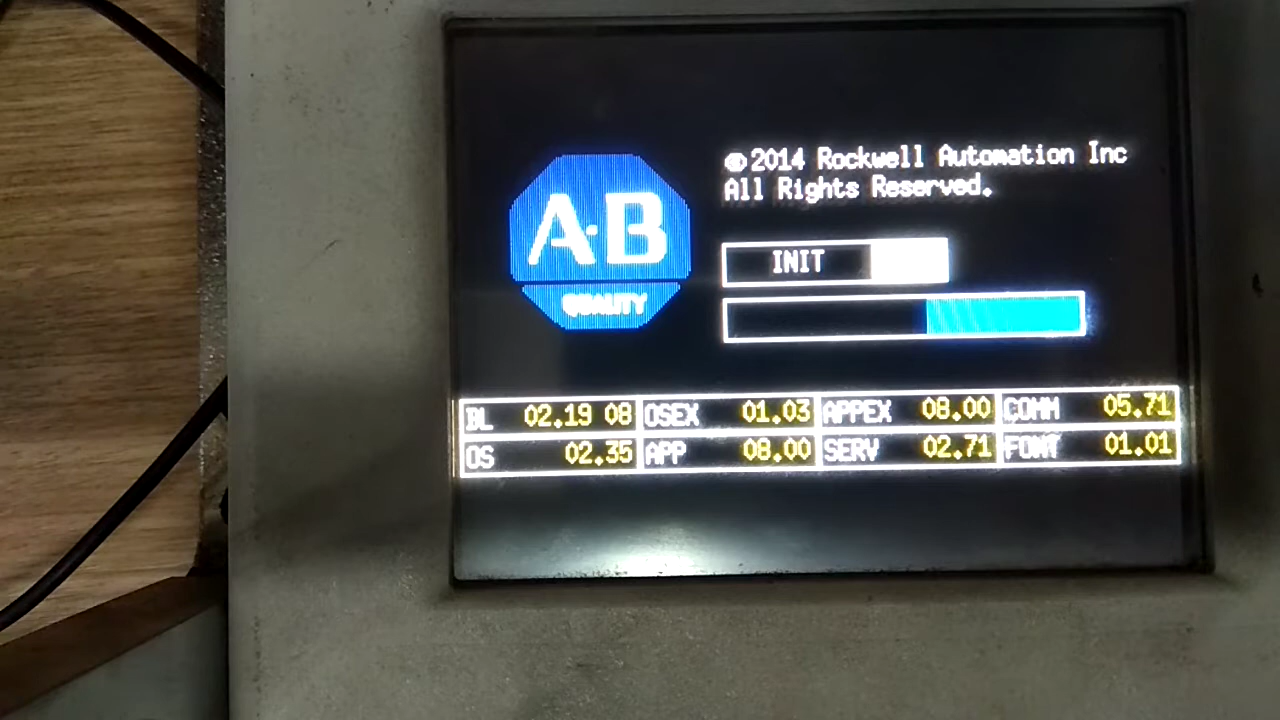 A·B
QUALITY
©2014 Rockwell Automation Inc
All Rights Reserved.
INIT
BL 02.19 08 OSEX 01.03 APPEX 08.00 COMM 05.71
OS 02.35 APP 08.00 SERV 02.71 FONT 01.01